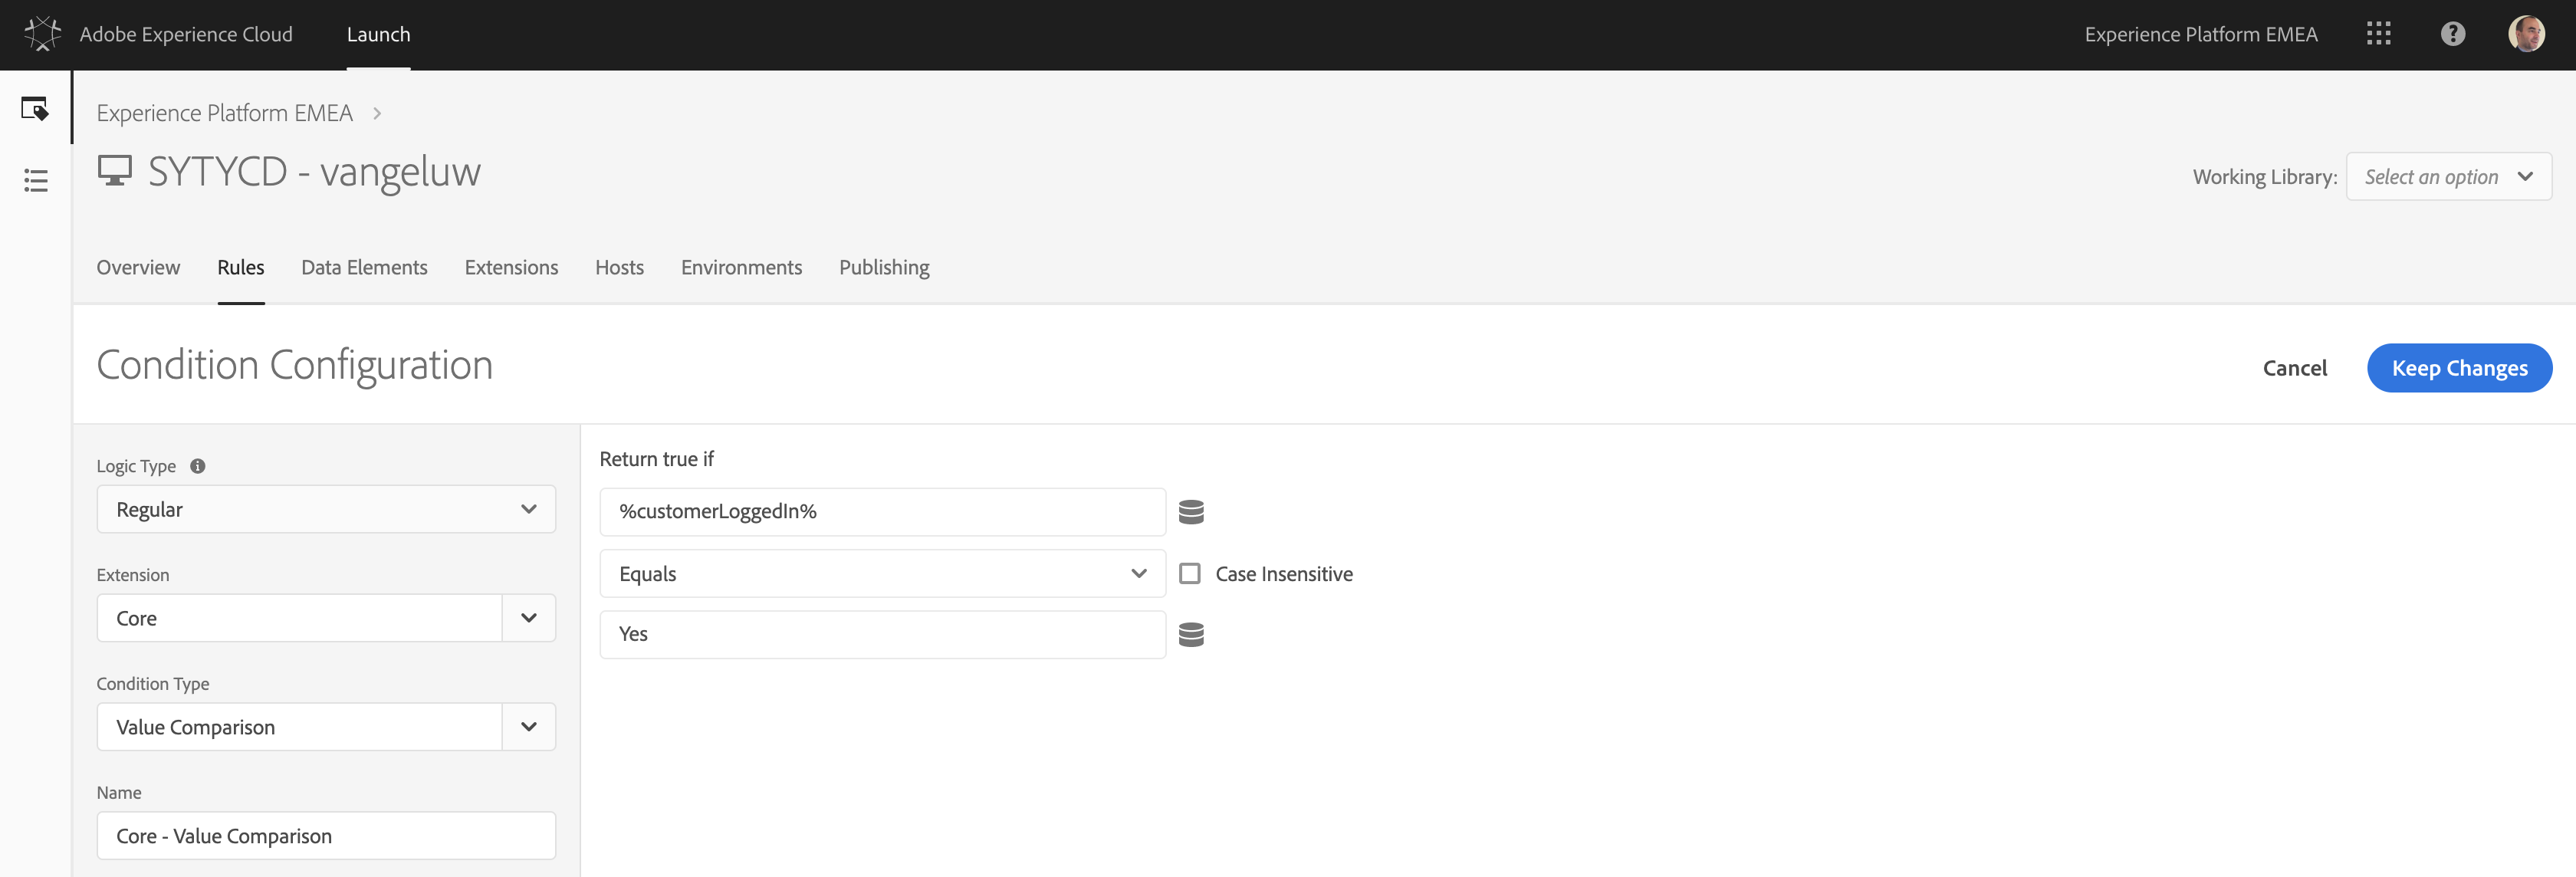 Adobe Experience Cloud Launch Experience Platform EMEA
Experience Platform EMEA
SYTYCD - vangeluw
Working Library: Select an option
Overview Rules Data Elements Extensions Hosts Environments Publishing
Condition Configuration
Cancel Keep Changes
Logic Type
Regular
Extension
Core
Condition Type
Value Comparison
Name
Core - Value Comparison
Return true if
%customerLoggedIn%
Equals Case Insensitive
Yes